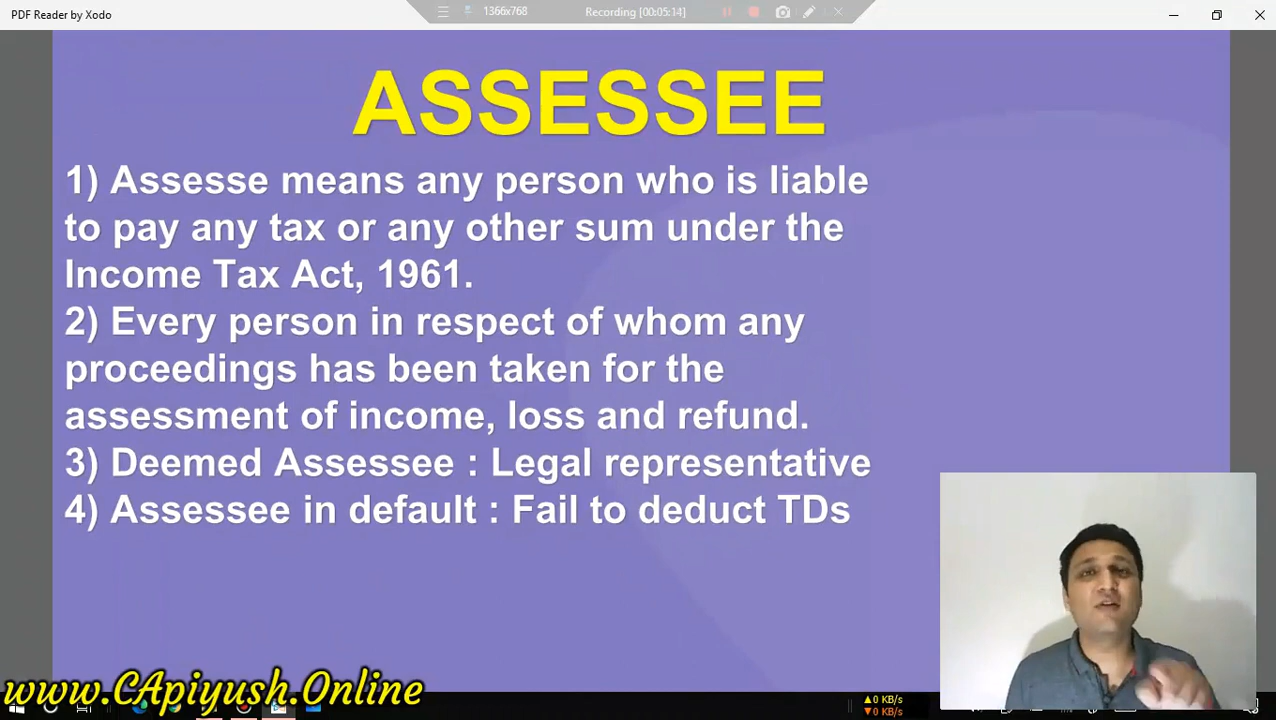 PDF Reader by Xodo
1366x768
Recording [00:05:14]
ASSESSEE
1) Assesse means any person who is liable
to pay any tax or any other sum under the
Income Tax Act, 1961.
2) Every person in respect of whom any
proceedings has been taken for the
assessment of income, loss and refund.
3) Deemed Assessee : Legal representative
4) Assessee in default : Fail to deduct TDs
www.CApiyush.Online
0 KB/s
0 KB/s